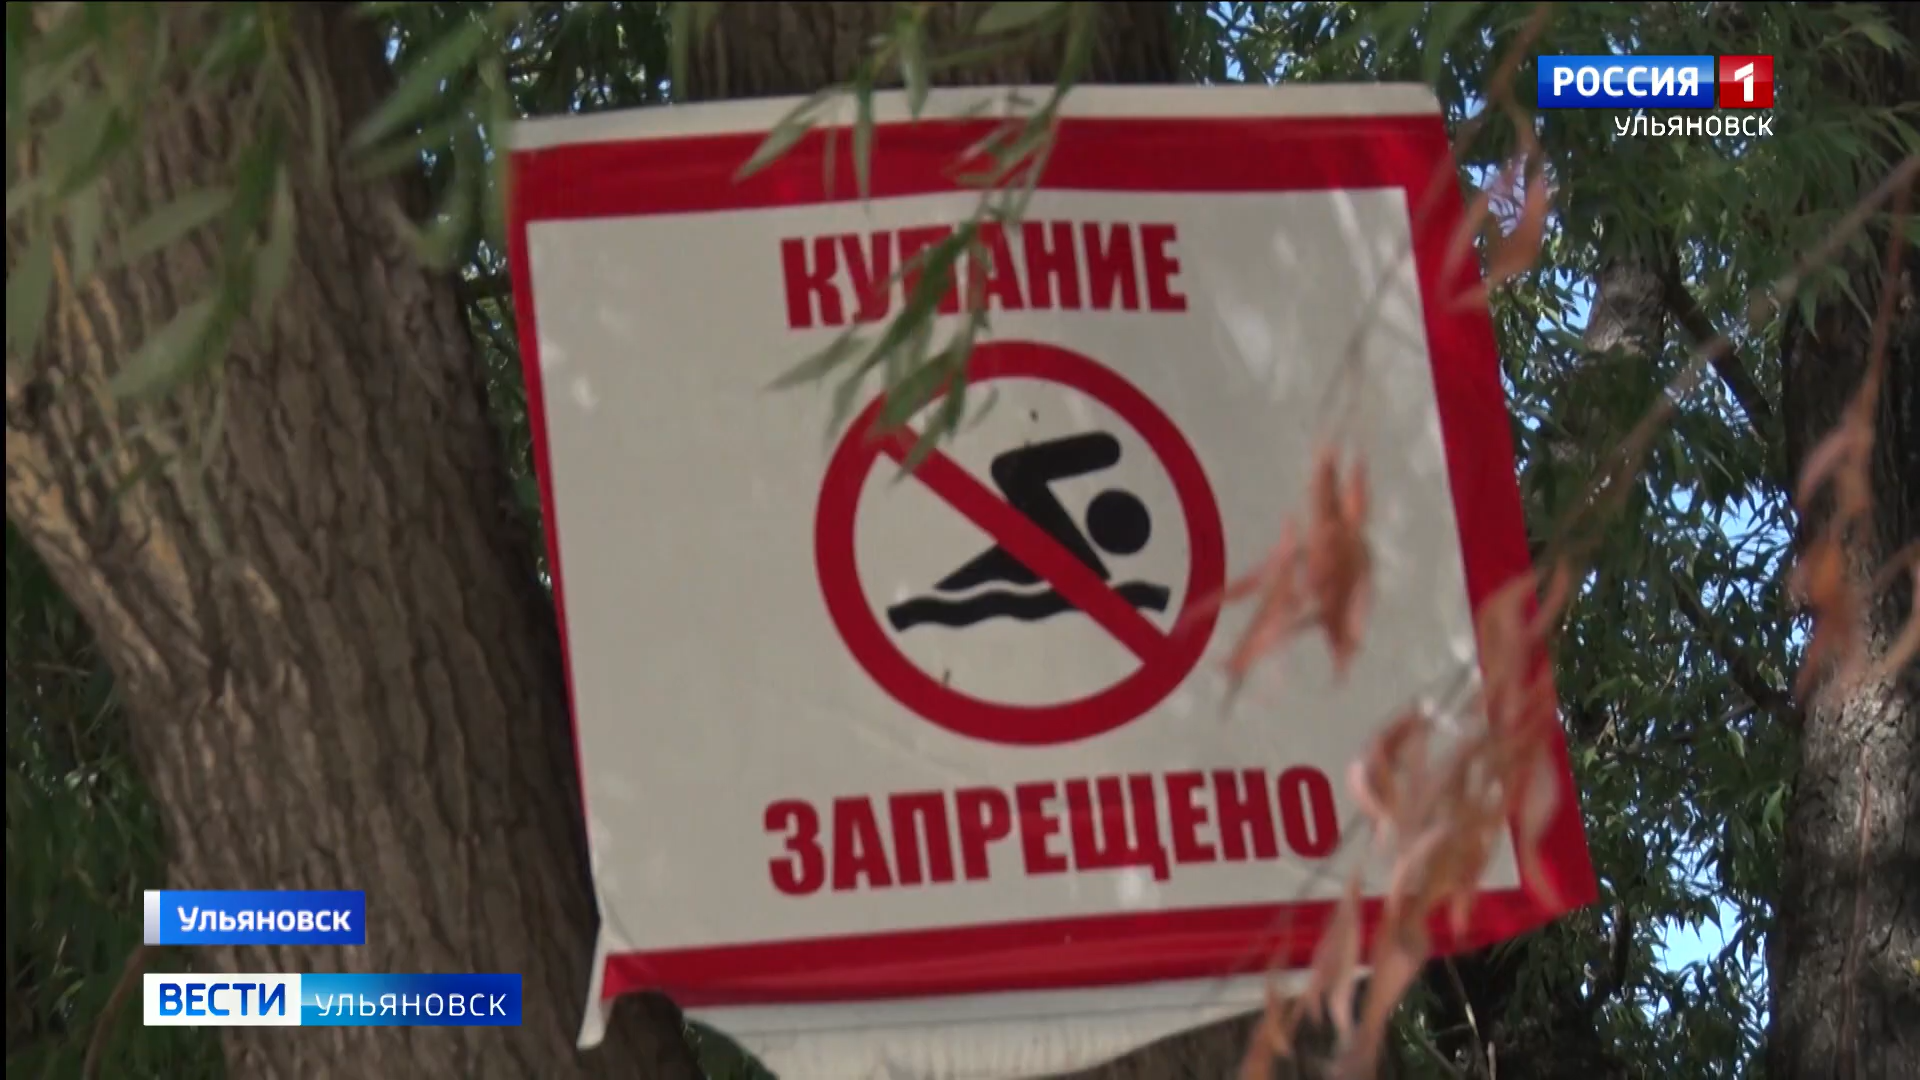 РОССИЯ 1
УЛЬЯНОВСК
КУПАНИЕ
ЗАПРЕЩЕНО
Ульяновск
ВЕСТИ УЛЬЯНОВСК